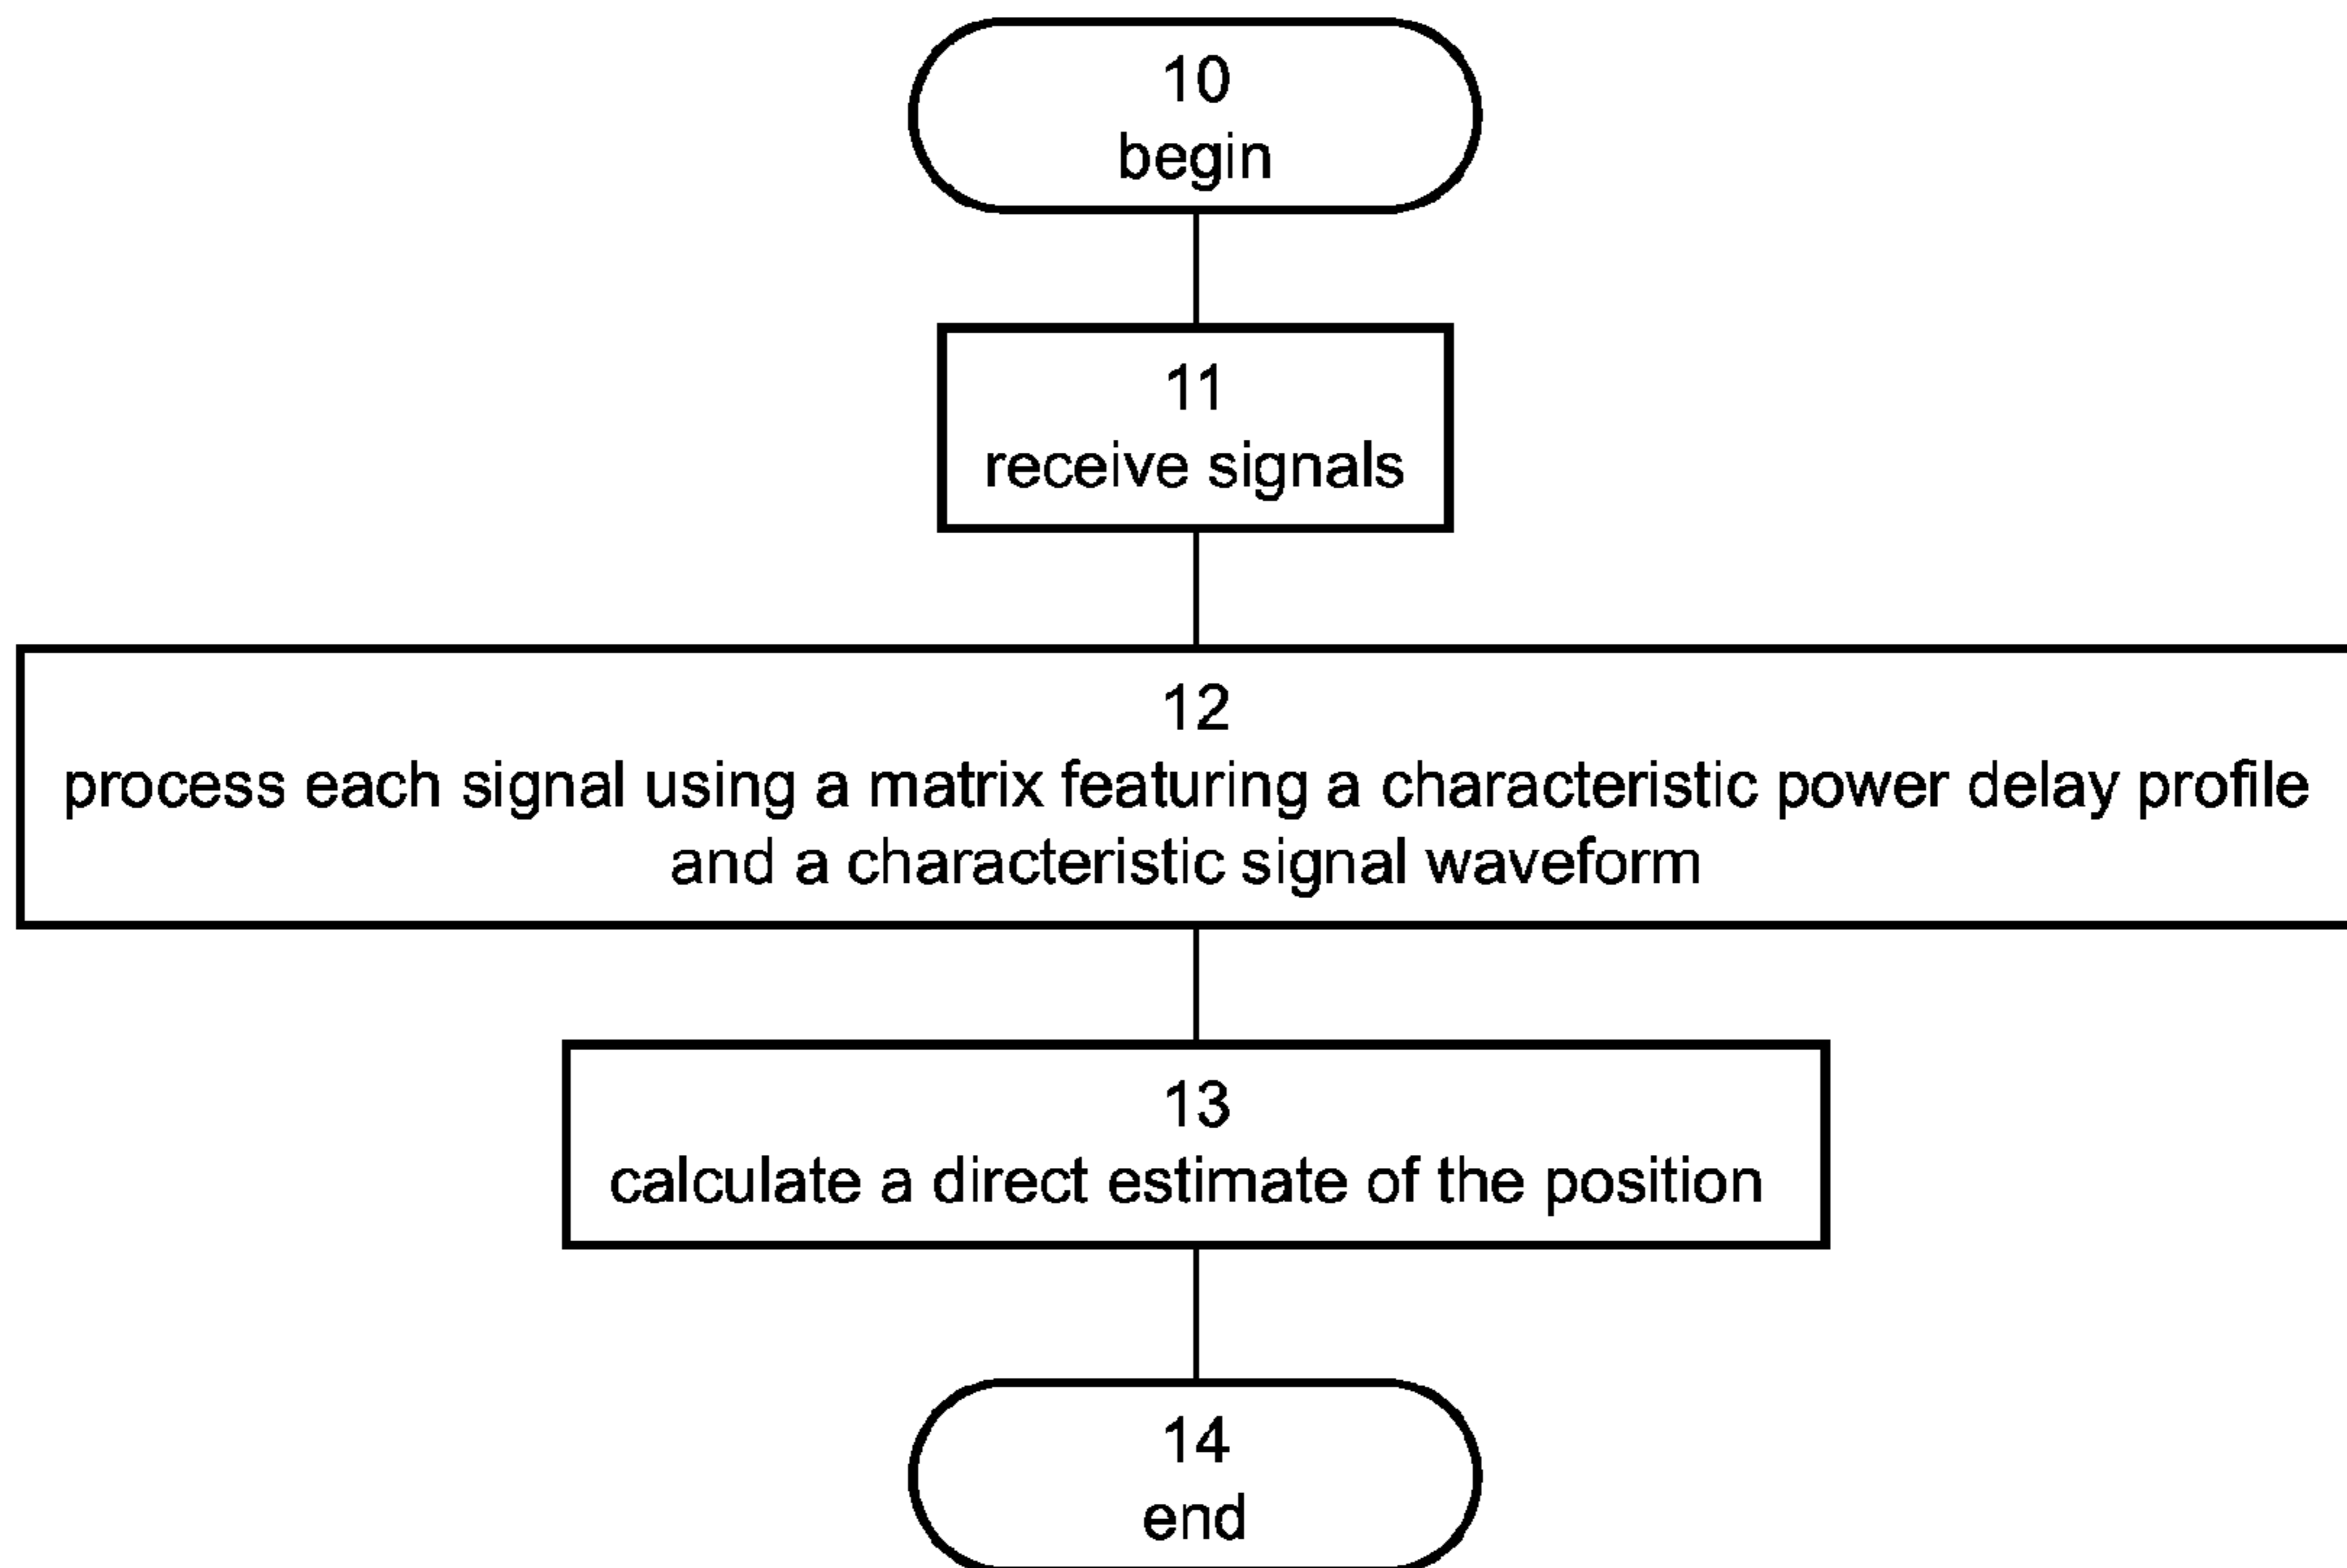 10
begin
11
receive signals
12
process each signal using a matrix featuring a characteristic power delay profile
and a characteristic signal waveform
13
calculate a direct estimate of the position
14
end